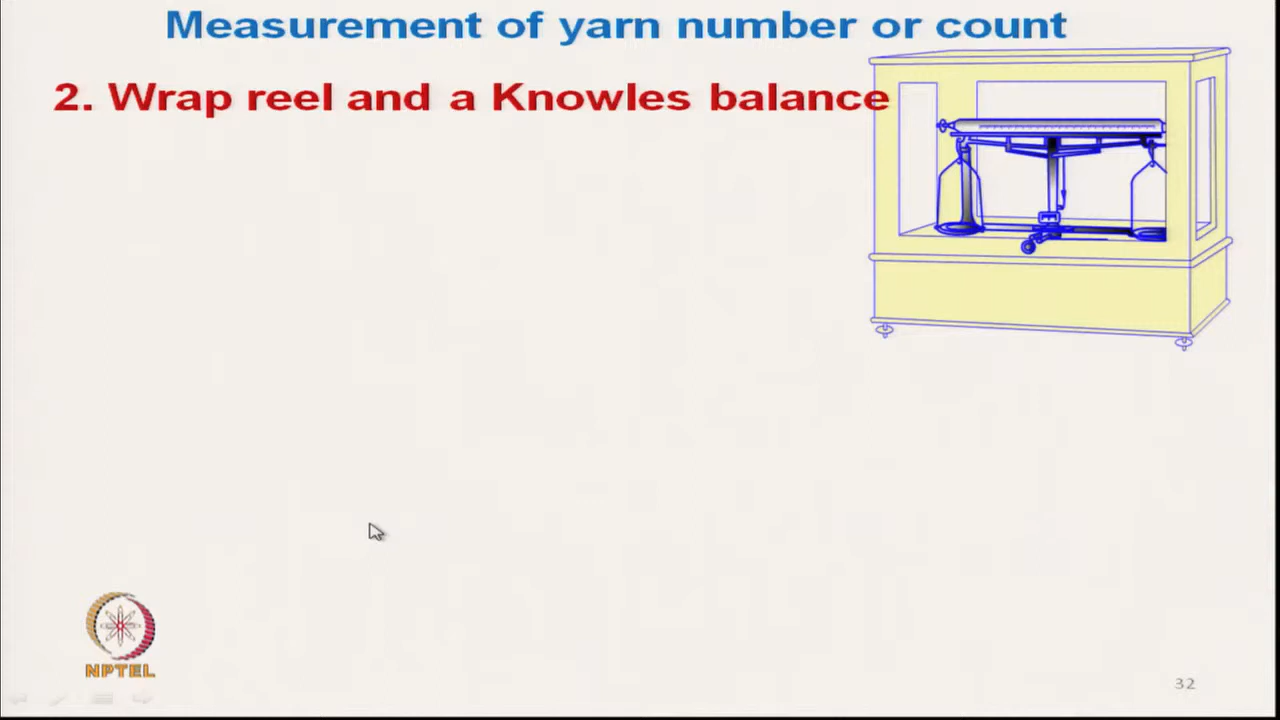 Measurement of yarn number or count
2. Wrap reel and a Knowles balance
NPTEL
32